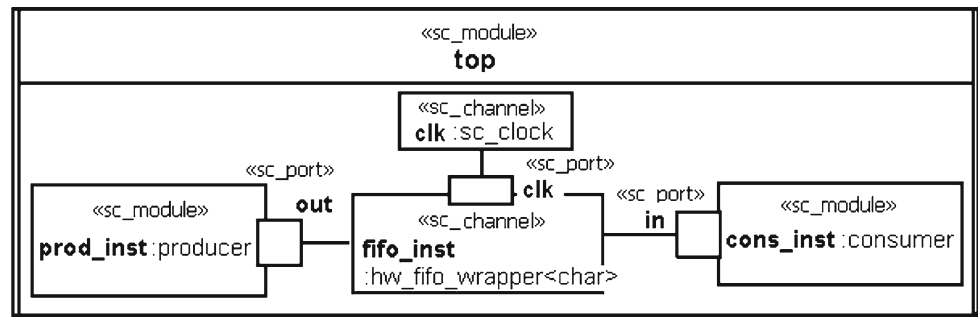 «sc_module»
top
«sc_channel»
clk :sc_clock
«sc_port»
clk
«sc_port»
out
«sc_module»
prod_inst :producer
«sc_channel»
fifo_inst
:hw_fifo_wrapper<char>
«sc_port»
in
«sc_module»
cons_inst :consumer